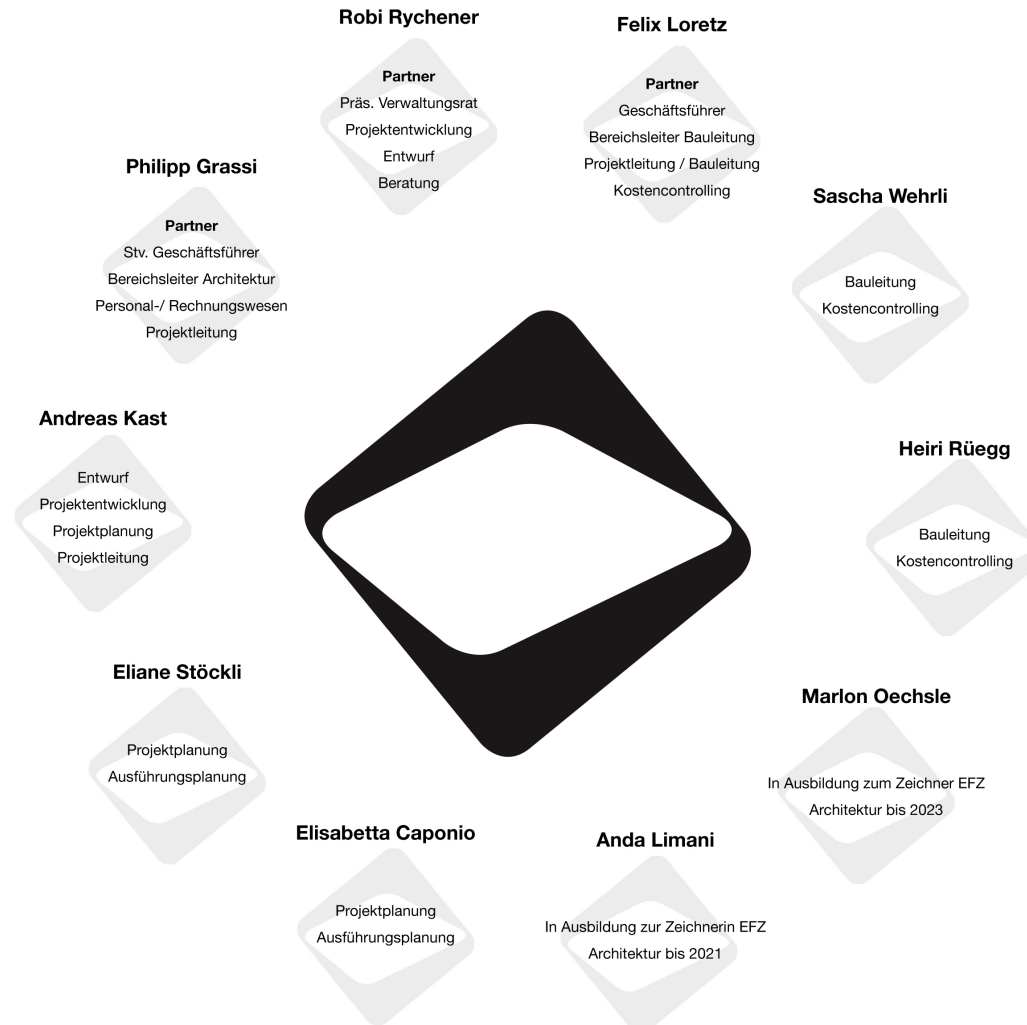 Robi Rychener
Partner
Präs. Verwaltungsrat
Projektentwicklung
Entwurf
Beratung
Felix Loretz
Partner
Geschäftsführer
Bereichsleiter Bauleitung
Projektleitung / Bauleitung
Kostencontrolling
Philipp Grassi
Partner
Stv. Geschäftsführer
Bereichsleiter Architektur
Personal-/ Rechnungswesen
Projektleitung
Sascha Wehrli
Bauleitung
Kostencontrolling
Andreas Kast
Entwurf
Projektentwicklung
Projektplanung
Projektleitung
Heiri Rüegg
Bauleitung
Kostencontrolling
Eliane Stöckli
Projektplanung
Ausführungsplanung
Marlon Oechsle
In Ausbildung zum Zeichner EFZ
Architektur bis 2023
Elisabetta Caponio
Projektplanung
Ausführungsplanung
Anda Limani
In Ausbildung zur Zeichnerin EFZ
Architektur bis 2021